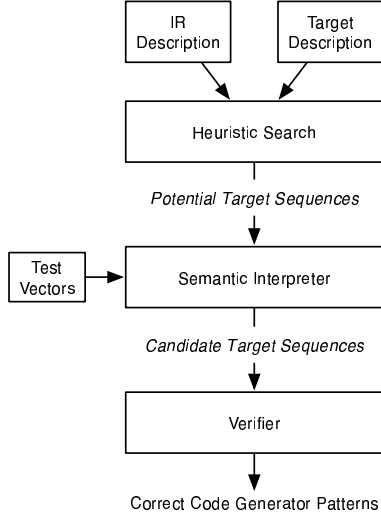 IR
Description
Target
Description
Heuristic Search
Potential Target Sequences
Test
Vectors
Semantic Interpreter
Candidate Target Sequences
Verifier
Correct Code Generator Patterns